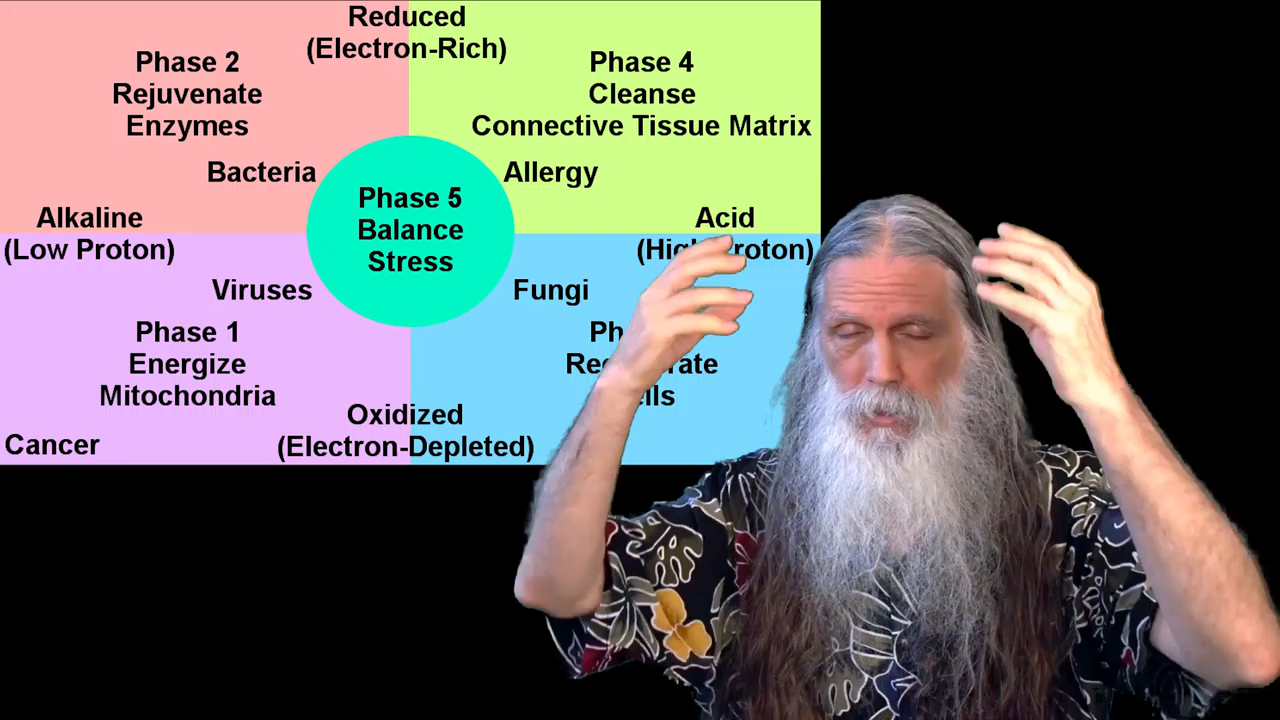 Reduced
(Electron-Rich)
Phase 2
Rejuvenate
Enzymes
Phase 4
Cleanse
Connective Tissue Matrix
Bacteria
Allergy
Phase 5
Balance
Stress
Alkaline
(Low Proton)
Acid
Viruses
Fungi
Phase 1
Energize
Mitochondria
Oxidized
(Electron-Depleted)
Cancer